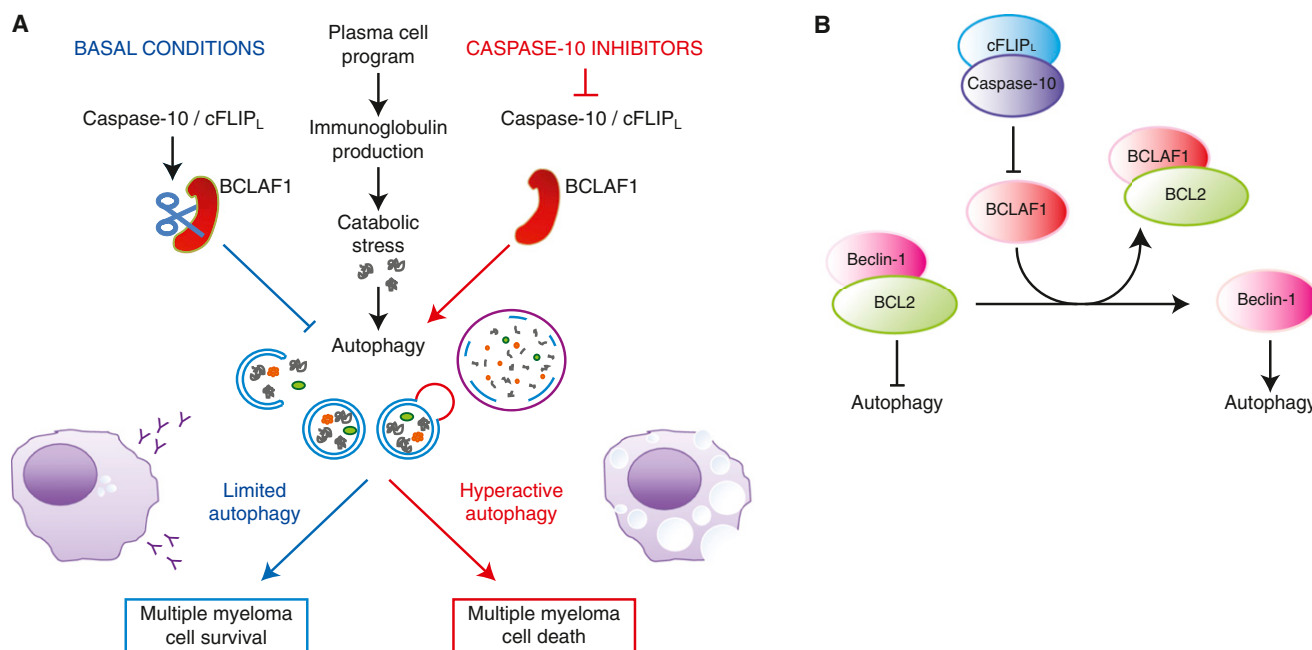 A
BASAL CONDITIONS
Plasma cell
program
CASPASE-10 INHIBITORS
Caspase-10 / cFLIPL
Immunoglobulin
production
Caspase-10 / cFLIPL
BCLAF1
BCLAF1
Catabolic
stress
Autophagy
Limited
autophagy
Hyperactive
autophagy
Multiple myeloma
cell survival
Multiple myeloma
cell death
B
cFLIPL
Caspase-10
BCLAF1
BCL2
BCLAF1
Beclin-1
BCL2
Beclin-1
Autophagy
Autophagy